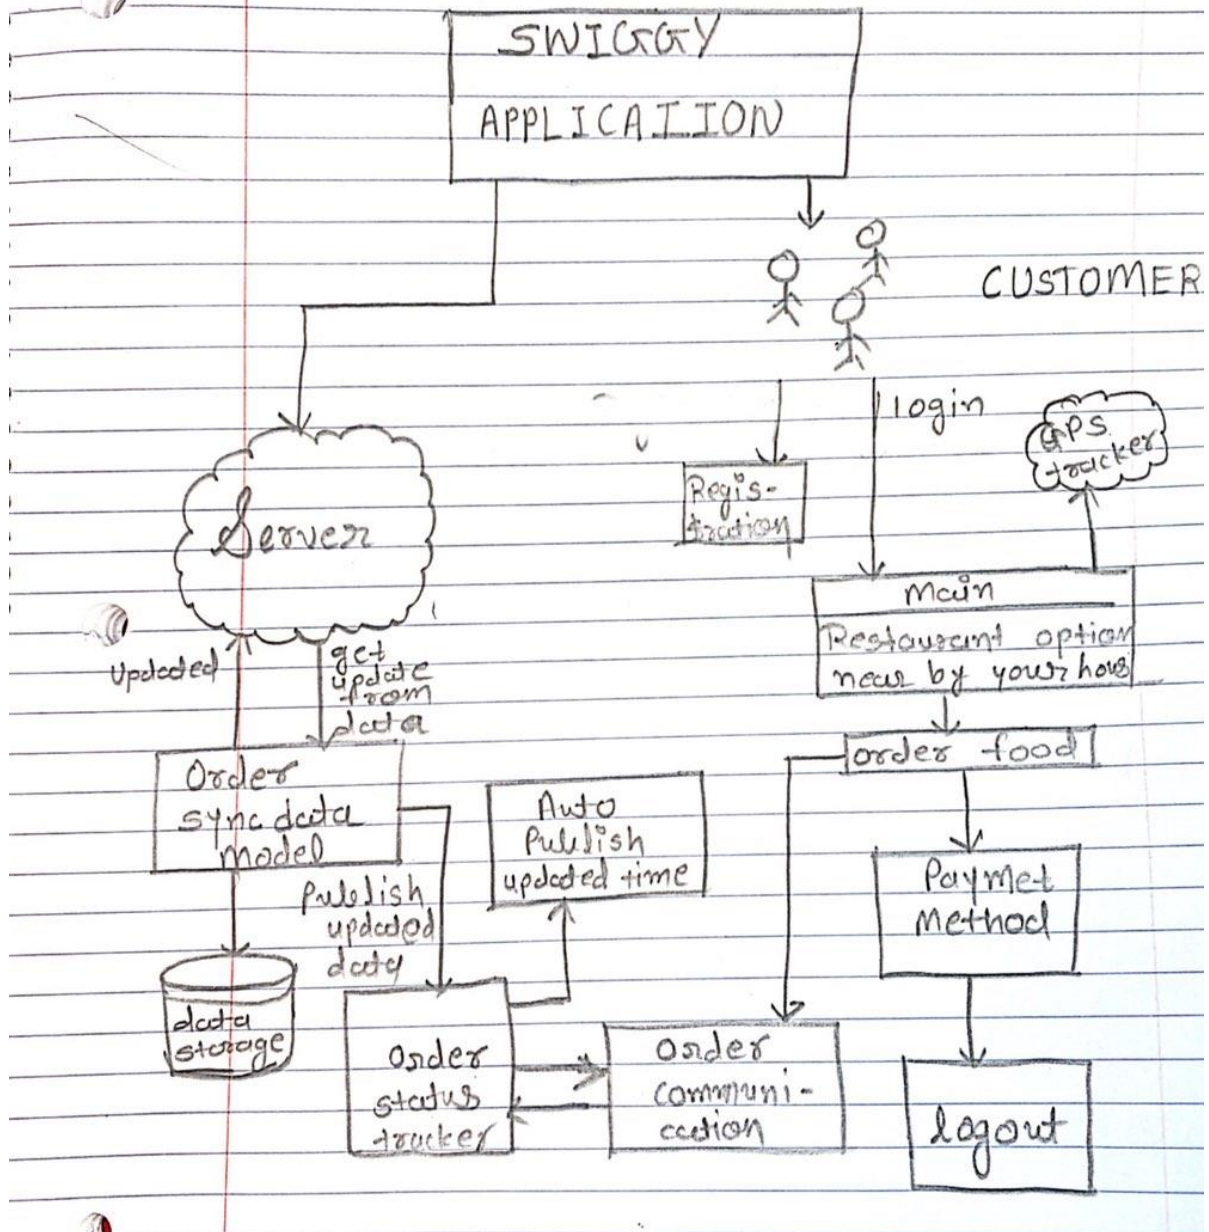 SWIGGY
APPLICATIION
CUSTOMER
login
GPS
tracker
Regis-
tration
Server
Main
Restaurant option
near by your hous
Updated
get
update
from
data
order food
Order
sync data
Model
Auto
Publish
updated time
Publish
updated
data
Paymet
Method
data
storage
Order
status
tracker
Order
communi-
cation
logout